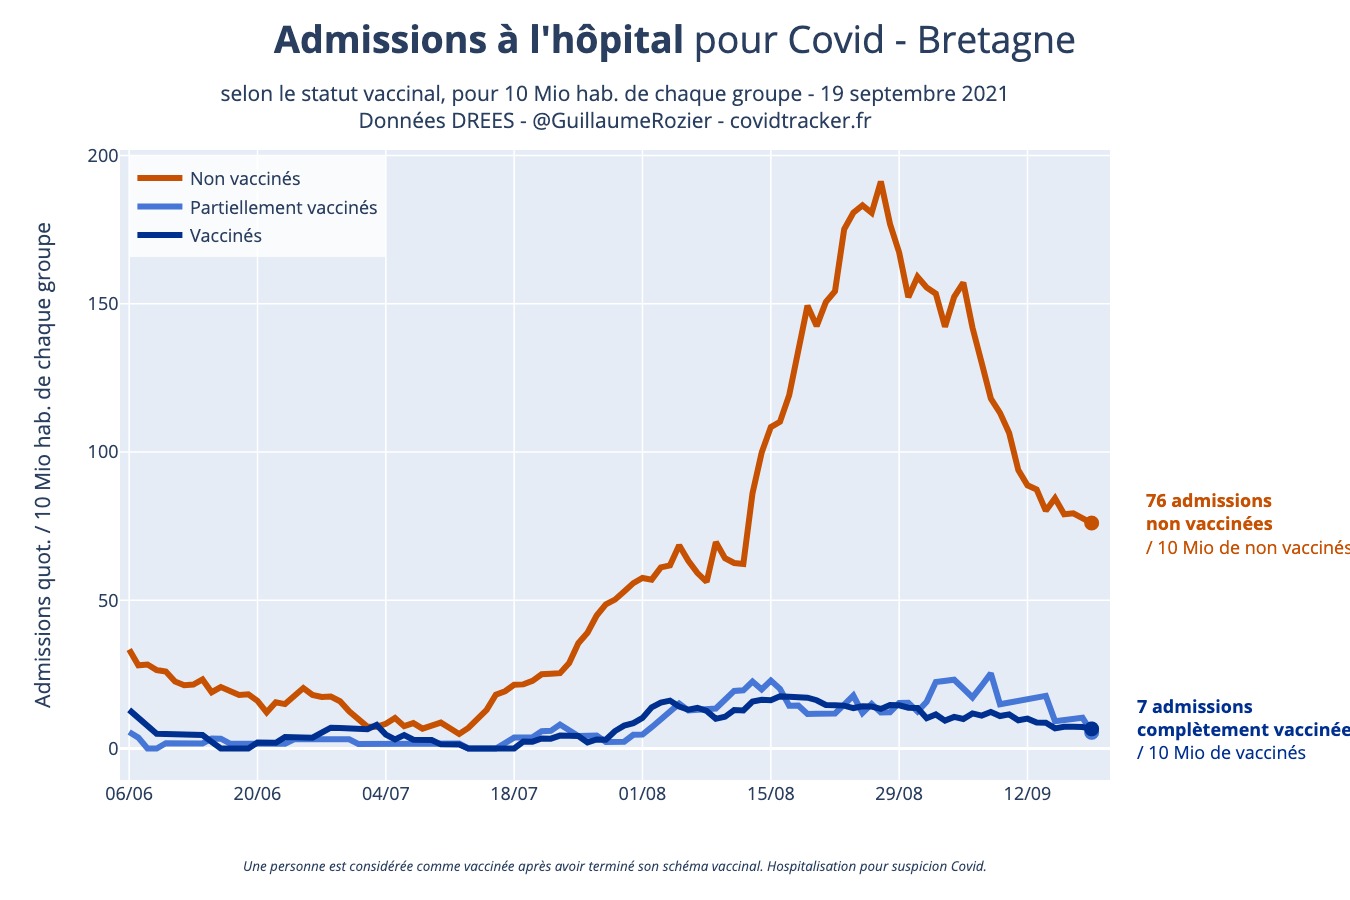 Admissions à l'hôpital pour Covid - Bretagne
selon le statut vaccinal, pour 10 Mio hab. de chaque groupe - 19 septembre 2021
Données DREES - @GuillaumeRozier - covidtracker.fr
Admissions quot. / 10 Mio hab. de chaque groupe
200
150
100
50
0
Non vaccinés
Partiellement vaccinés
Vaccinés
76 admissions
non vaccinées
/ 10 Mio de non vaccinés
7 admissions
complètement vaccinée
/ 10 Mio de vaccinés
06/06
20/06
04/07
18/07
01/08
15/08
29/08
12/09
Une personne est considérée comme vaccinée après avoir terminé son schéma vaccinal. Hospitalisation pour suspicion Covid.